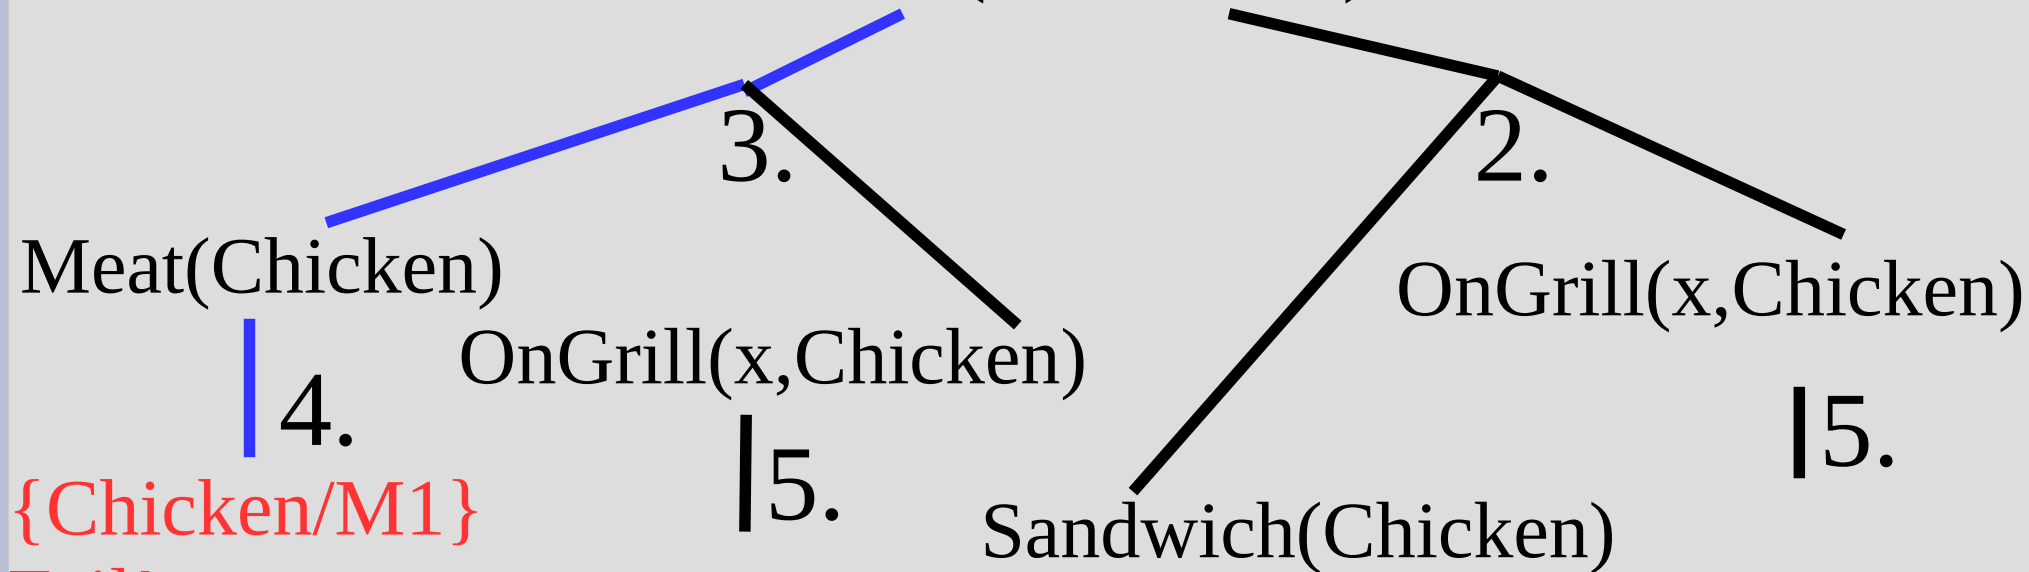 3.
2.
Meat(Chicken)
OnGrill(x,Chicken)
OnGrill(x,Chicken)
4.
5.
5.
{Chicken/M1}
Sandwich(Chicken)